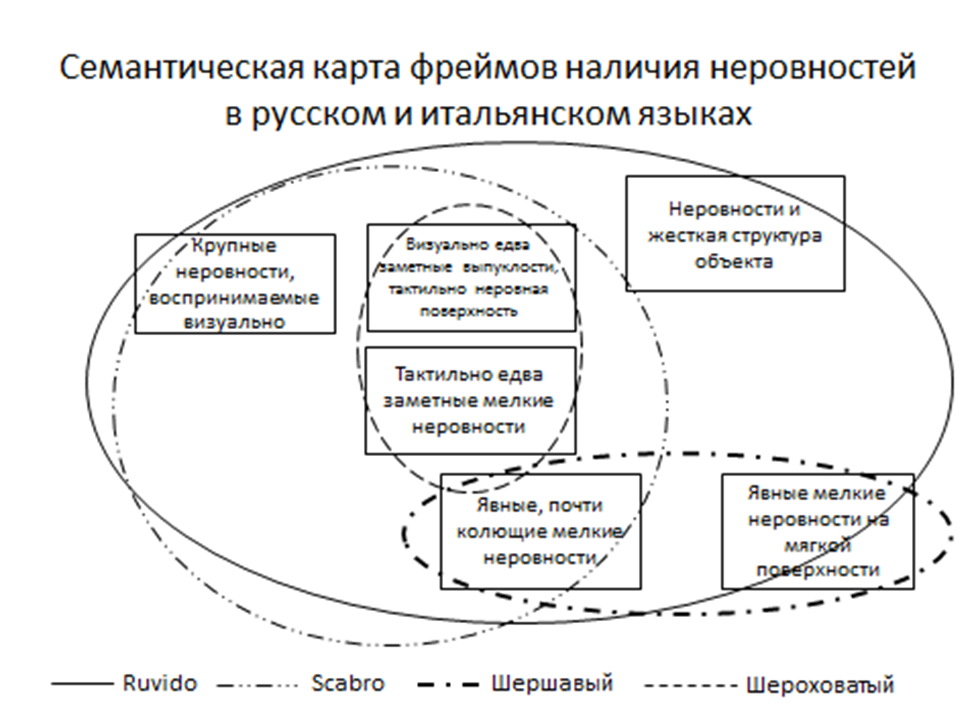 Семантическая карта фреймов наличия неровностей
в русском и итальянском языках
Крупные
неровности,
воспринимаемые
визуально
Визуально едва
заметные выпуклости,
тактильно неровная
поверхность
Неровности и
жесткая структура
объекта
Тактильно едва
заметные мелкие
неровности
Явные, почти
колющие мелкие
неровности
Явные мелкие
неровности на
мягкой
поверхности
Ruvido
Scabro
Шершавый
Шероховатый